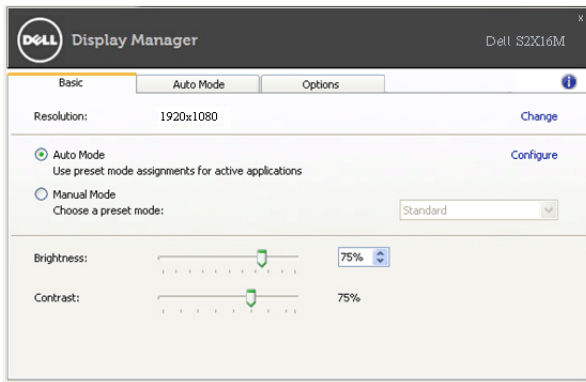 x
DELL Display Manager
Dell S2X16M
Basic Auto Mode Options
Resolution: 1920x1080 Change
Auto Mode Configure
Use preset mode assignments for active applications
Manual Mode
Choose a preset mode: Standard
Brightness: 75%
Contrast: 75%